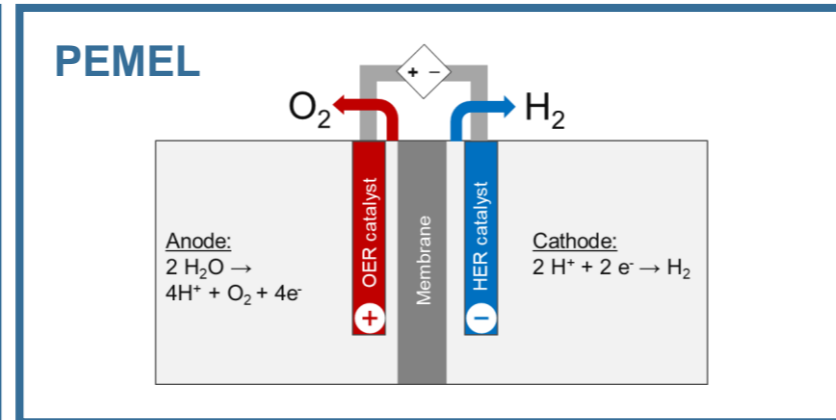 PEMEL
+ −
O₂
H₂
Anode:
2 H₂O →
4H⁺ + O₂ + 4e⁻
OER catalyst
+
Membrane
HER catalyst
−
Cathode:
2 H⁺ + 2 e⁻ → H₂